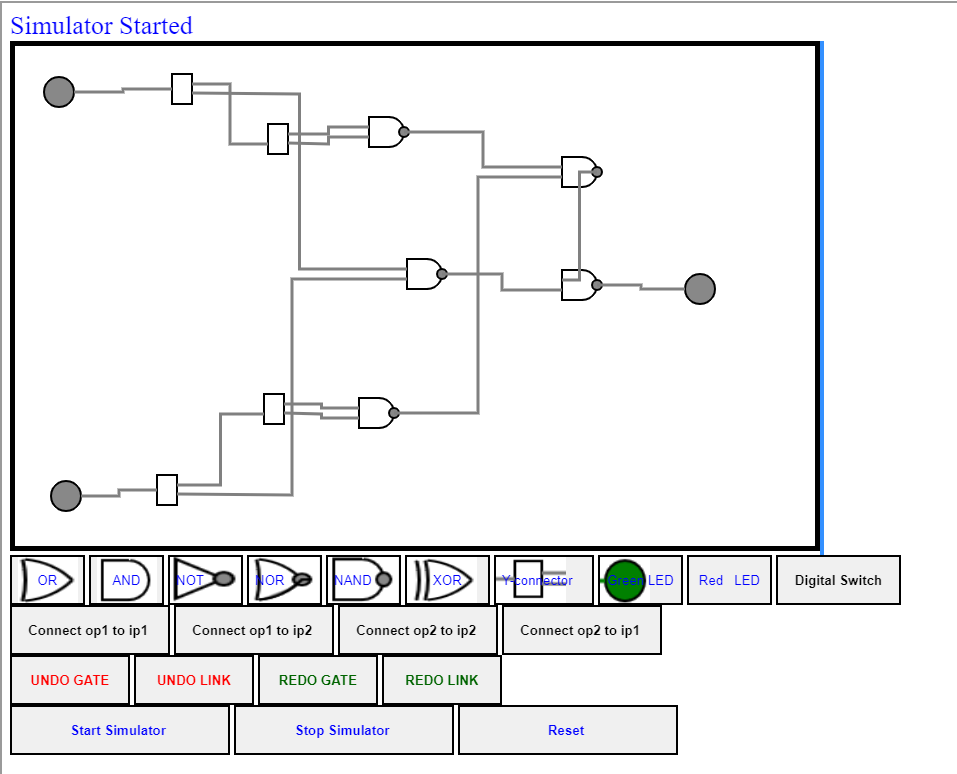 Simulator Started
OR AND NOT NOR NAND XOR Y-connector Green LED Red LED Digital Switch
Connect op1 to ip1 Connect op1 to ip2 Connect op2 to ip2 Connect op2 to ip1
UNDO GATE UNDO LINK REDO GATE REDO LINK
Start Simulator Stop Simulator Reset